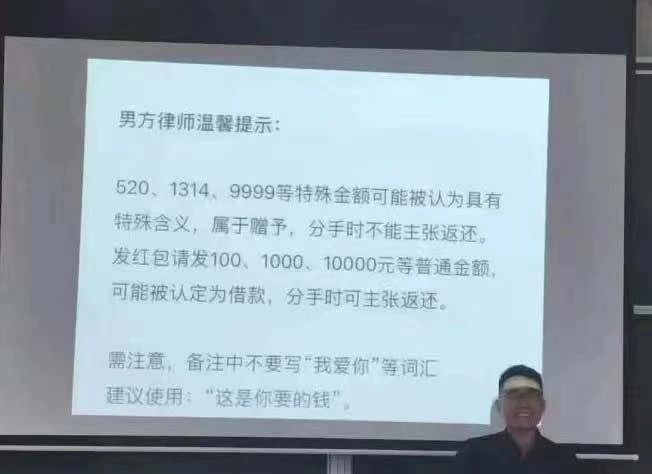 男方律师温馨提示：
520、1314、9999等特殊金额可能被认为具有
特殊含义，属于赠予，分手时不能主张返还。
发红包请发100、1000、10000元等普通金额，
可能被认定为借款，分手时可主张返还。
需注意，备注中不要写“我爱你”等词汇
建议使用：“这是你要的钱”。